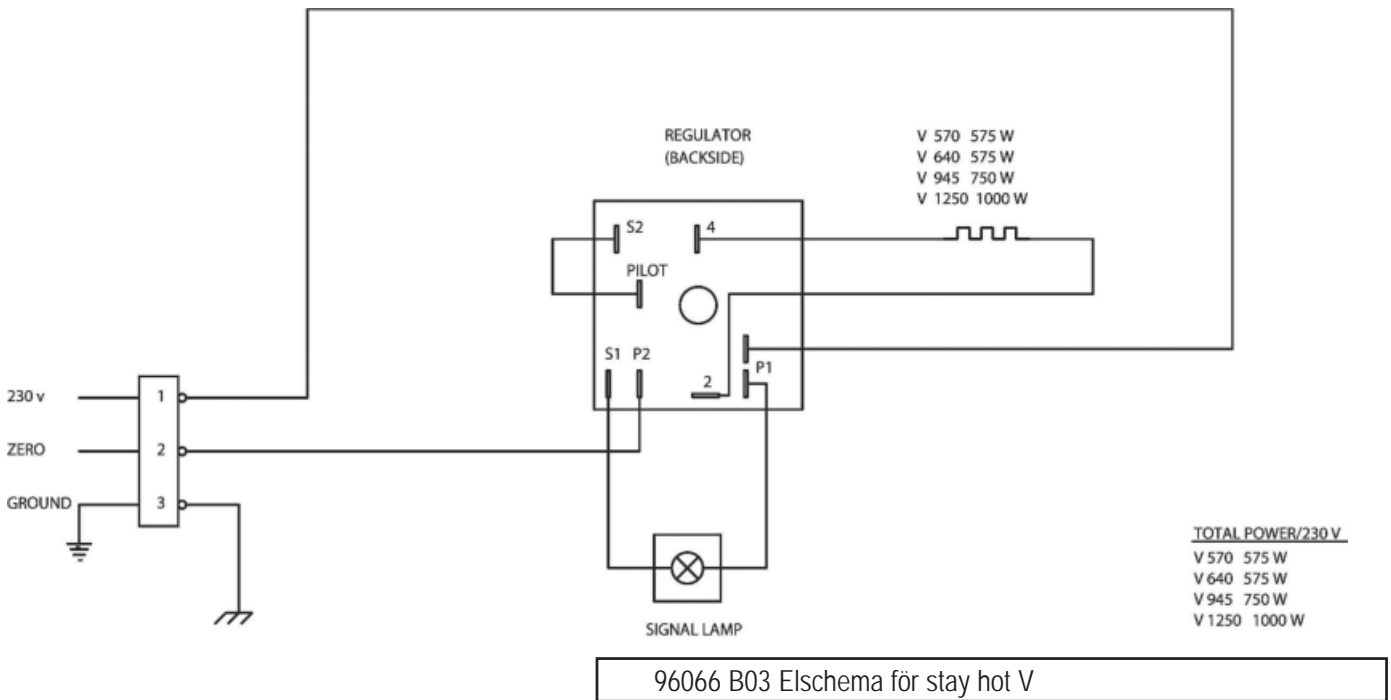 REGULATOR
(BACKSIDE)
V 570 575 W
V 640 575 W
V 945 750 W
V 1250 1000 W
S2
4
PILOT
S1 P2
2
P1
230 v
1
ZERO
2
GROUND
3
SIGNAL LAMP
TOTAL POWER/230 V
V 570 575 W
V 640 575 W
V 945 750 W
V 1250 1000 W
96066 B03 Elschema för stay hot V